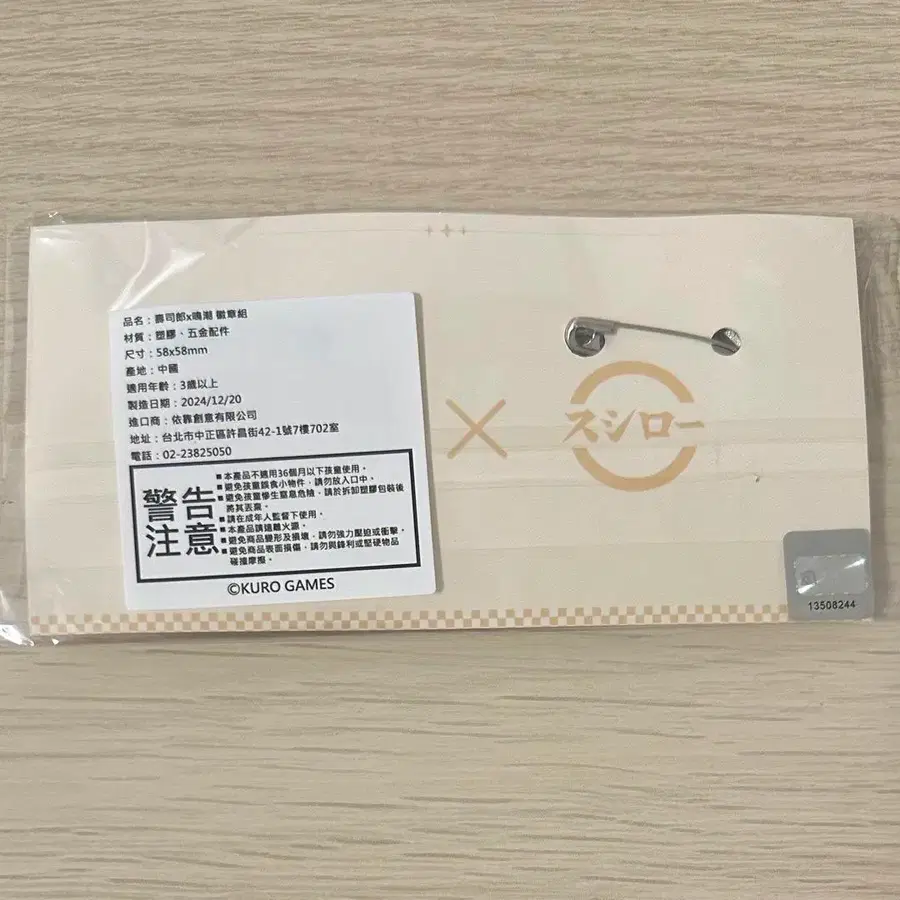 品名：壽司郎x鳴潮 徽章組
材質：塑膠、五金配件
尺寸：58x58mm
產地：中國
適用年齡：3歲以上
製造日期：2024/12/20
進口商：依靠創意有限公司
地址：台北市中正區許昌街42-1號7樓702室
電話：02-23825050
警告
注意
■本產品不適用36個月以下孩童使用。
■避免孩童誤食小物件，請勿放入口中。
■避免孩童慘生窒息危險，請於拆卸塑膠包裝後
將其丟棄。
■請在成年人監督下使用。
■本產品請遠離火源。
■避免商品變形及損壞，請勿強力壓迫或衝擊。
■避免商品表面損傷，請勿與鋒利或堅硬物品
碰撞摩擦。
©KURO GAMES
×
スシロー
13508244